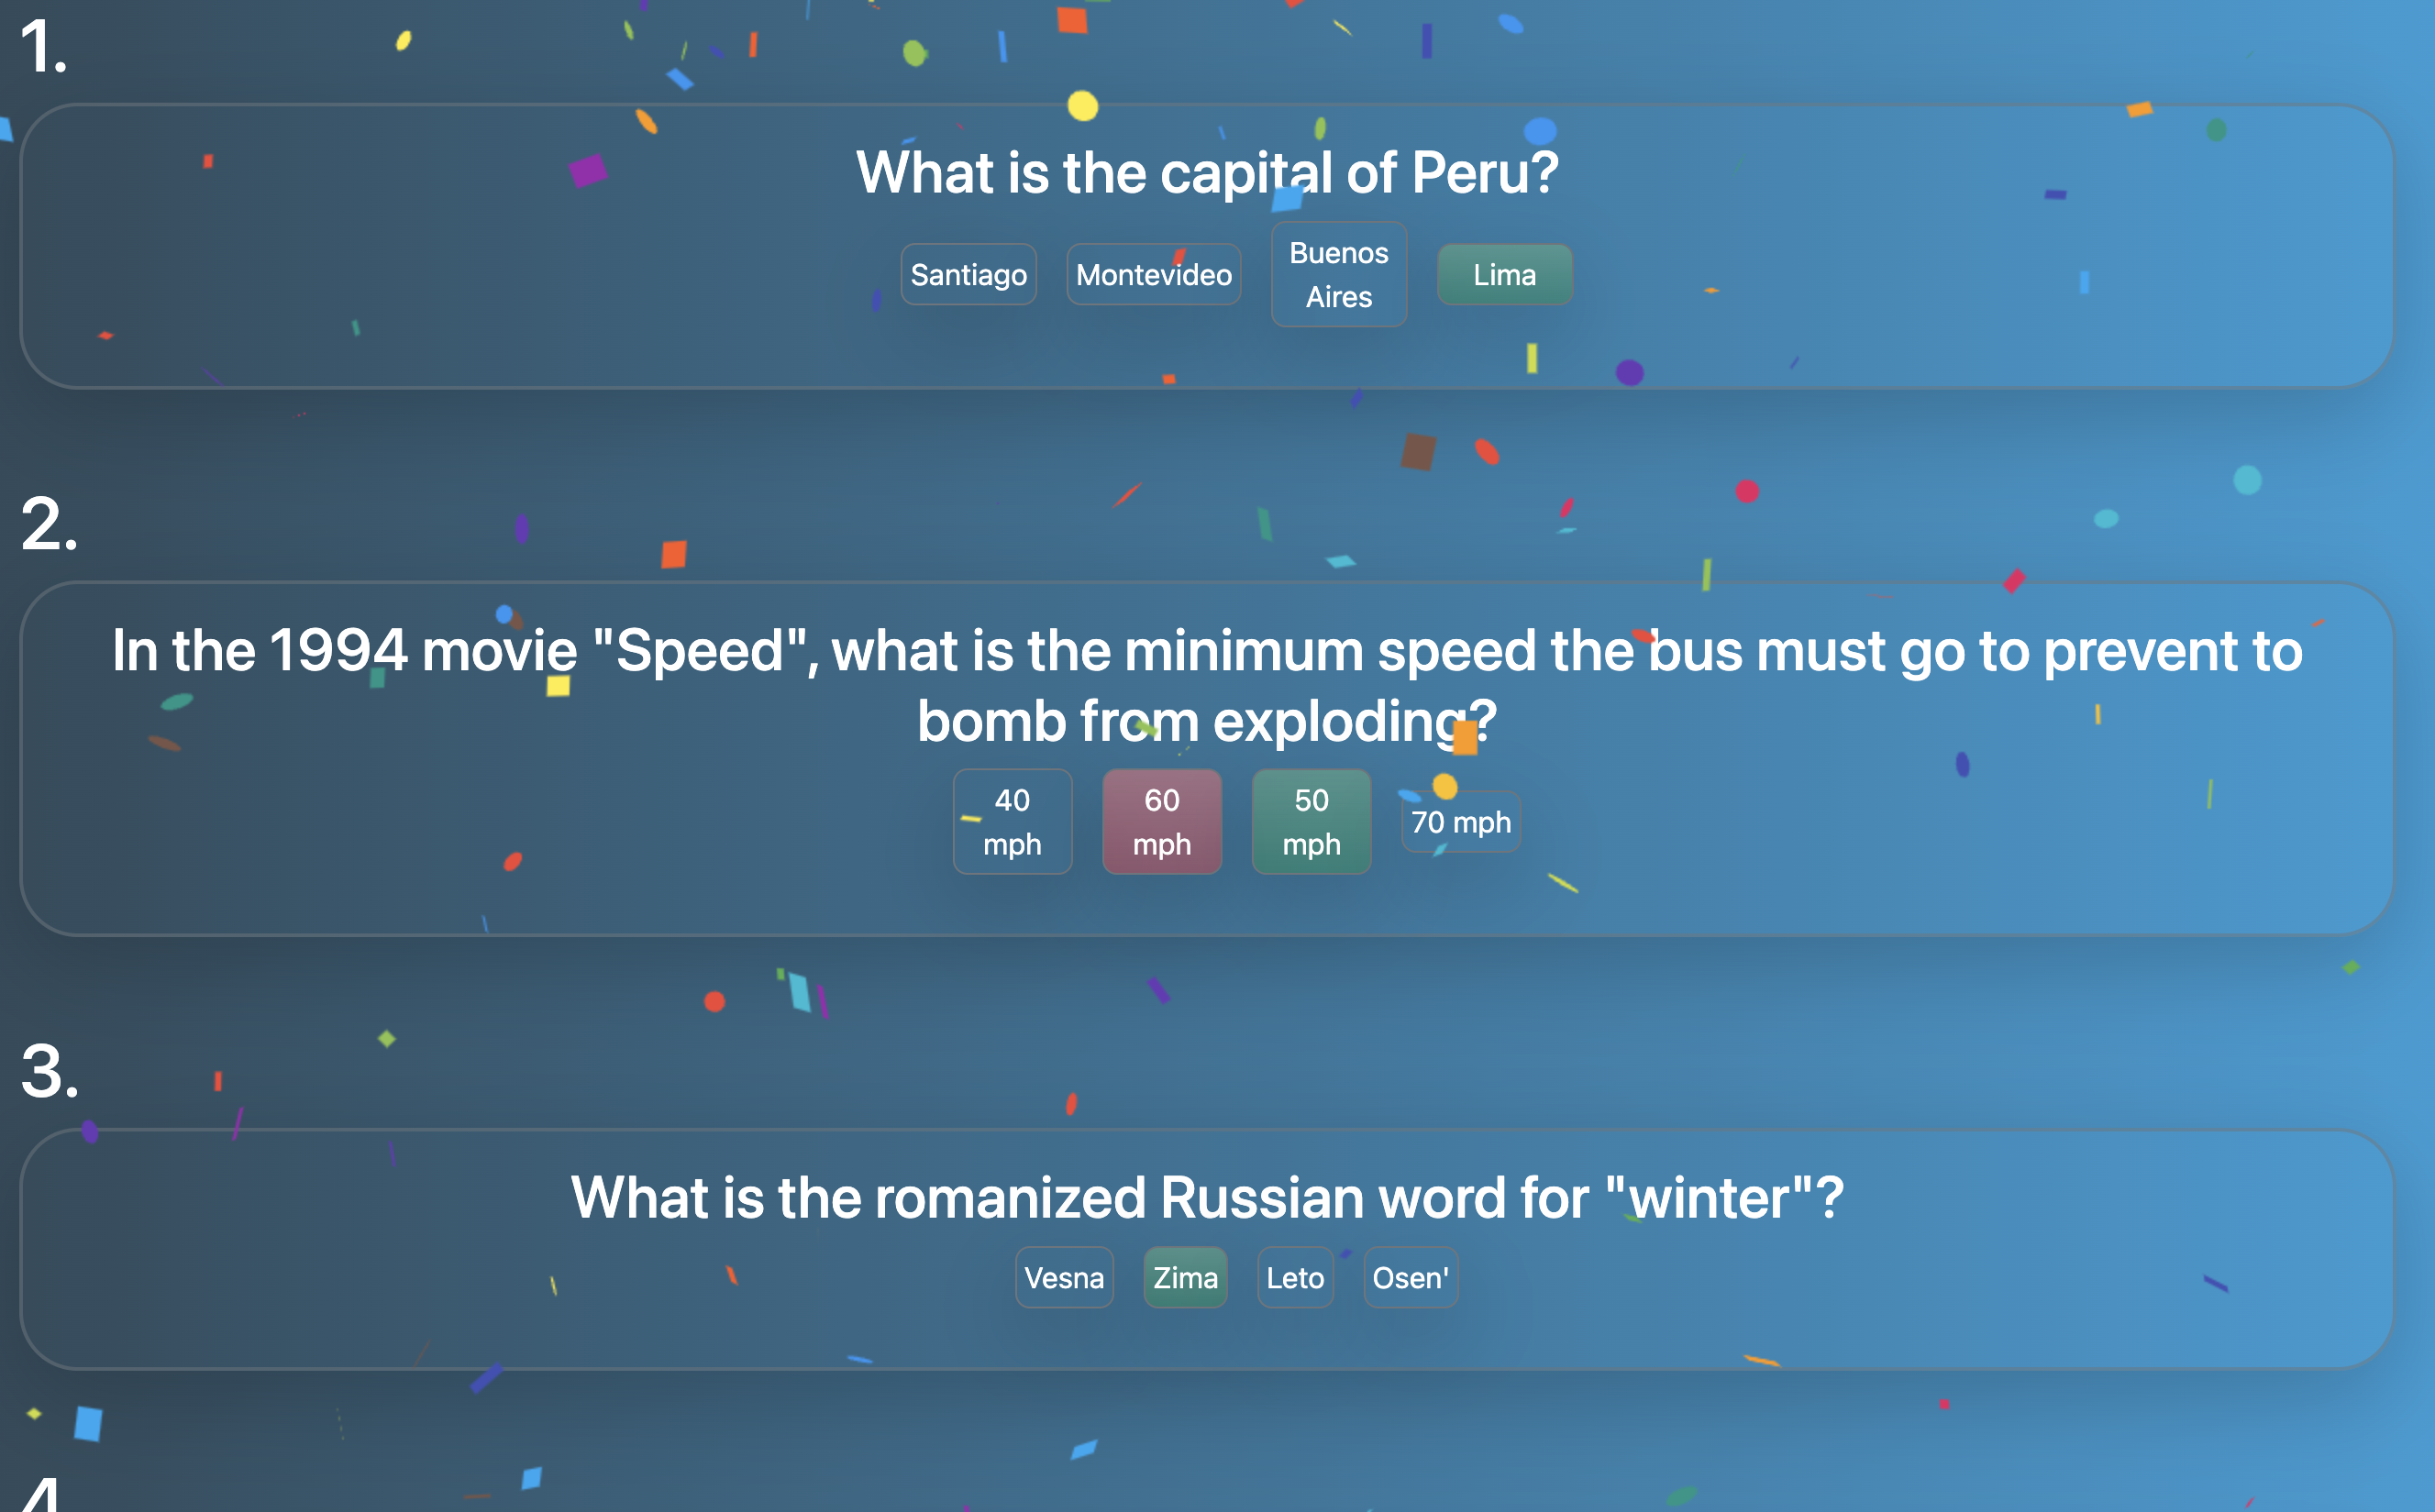 1.
What is the capital of Peru?
Santiago
Montevideo
Buenos
Aires
Lima
2.
In the 1994 movie "Speed", what is the minimum speed the bus must go to prevent to
bomb from exploding?
40
mph
60
mph
50
mph
70 mph
3.
What is the romanized Russian word for "winter"?
Vesna
Zima
Leto
Osen'
4